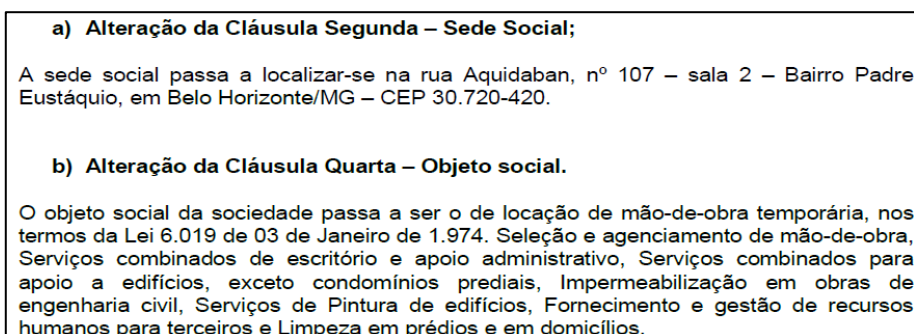 a) Alteração da Cláusula Segunda – Sede Social;
A sede social passa a localizar-se na rua Aquidaban, nº 107 – sala 2 – Bairro Padre
Eustáquio, em Belo Horizonte/MG – CEP 30.720-420.
b) Alteração da Cláusula Quarta – Objeto social.
O objeto social da sociedade passa a ser o de locação de mão-de-obra temporária, nos
termos da Lei 6.019 de 03 de Janeiro de 1.974. Seleção e agenciamento de mão-de-obra,
Serviços combinados de escritório e apoio administrativo, Serviços combinados para
apoio a edifícios, exceto condomínios prediais, Impermeabilização em obras de
engenharia civil, Serviços de Pintura de edifícios, Fornecimento e gestão de recursos
humanos para terceiros e Limpeza em prédios e em domicílios.